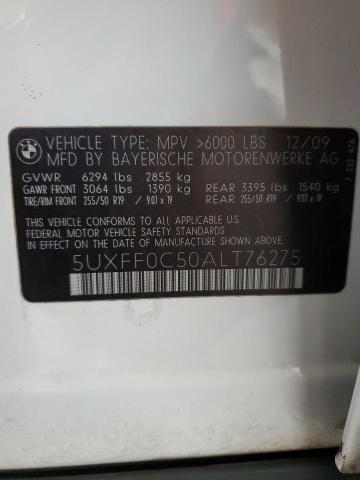 VEHICLE TYPE: MPV >6000 LBS 12/09
MFD BY BAYERISCHE MOTORENWERKE AG
GVWR 6294 lbs 2855 kg
GAWR FRONT 3064 lbs 1390 kg REAR 3395 lbs 1540 kg
TIRE/RIM FRONT 255/50 R19 / 9.0J x 19 REAR 255/50 R19 / 9.0J x 19
THIS VEHICLE CONFORMS TO ALL APPLICABLE
U.S. FEDERAL MOTOR VEHICLE SAFETY STANDARDS
IN EFFECT ON THE DATE OF MANUFACTURE SHOWN ABOVE.
5UXFF0C50ALT76275